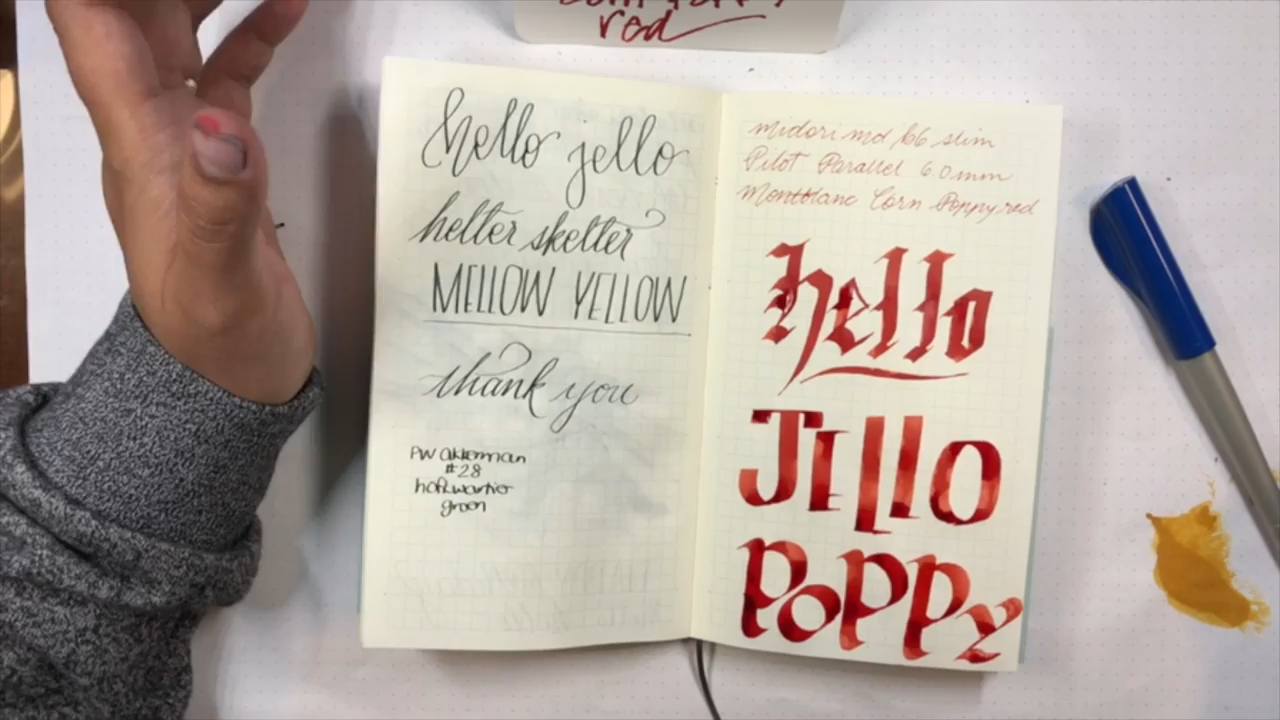 red
hello jello
helter skelter
MELLOW YELLOW
thank you
PW akkerman
#28
hofkwartier
groen
midori md b6 slim
Pilot Parallel 6.0mm
Montblanc Corn Poppy red
hello
Jello
PoPPy